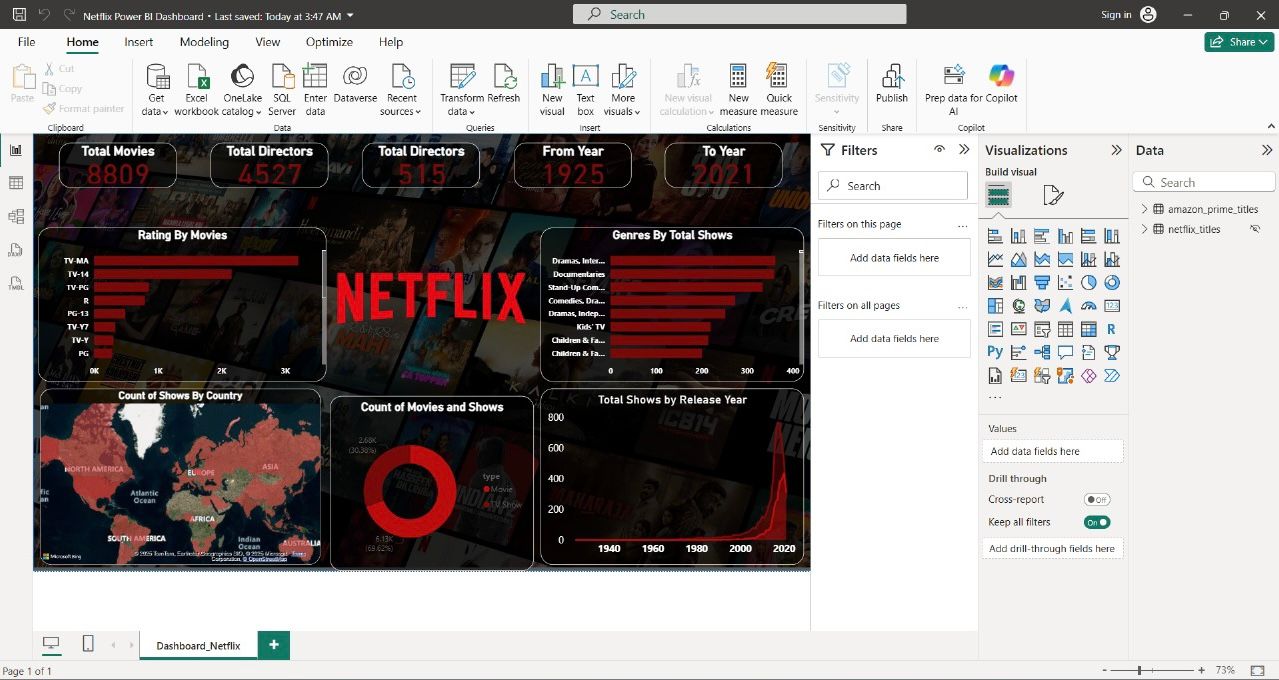 Netflix Power BI Dashboard • Last saved: Today at 3:47 AM
Search
Sign in
File Home Insert Modeling View Optimize Help
Share
Paste
Cut
Copy
Format painter
Clipboard
Get data
Excel workbook
OneLake catalog
SQL Server
Enter data
Dataverse
Recent sources
Data
Transform data
Refresh
Queries
New visual
Text box
More visuals
Insert
New visual calculation
New measure
Quick measure
Calculations
Sensitivity
Sensitivity
Publish
Share
Prep data for AI
Copilot
Copilot
Total Movies
8809
Total Directors
4527
Total Directors
515
From Year
1925
To Year
2021
Rating By Movies
TV-MA
TV-14
TV-PG
R
PG-13
TV-Y7
TV-Y
PG
0K 1K 2K 3K
NETFLIX
Genres By Total Shows
Dramas, Inter...
Documentaries
Stand-Up Com...
Comedies, Dra...
Dramas, Indep...
Kids' TV
Children & Fa...
Children & Fa...
0 100 200 300 400
Count of Shows By Country
NORTH AMERICA
EUROPE
ASIA
Atlantic Ocean
AFRICA
SOUTH AMERICA
Indian Ocean
AUSTRALIA
Microsoft Bing
© 2025 TomTom, Earthstar Geographics SIO, © 2025 Microsoft Corporation, © OpenStreetMap Terms
Count of Movies and Shows
2.68K
(30.38%)
6.13K
(69.62%)
type
Movie
TV Show
Total Shows by Release Year
800
600
400
200
0
1940 1960 1980 2000 2020
Filters
Search
Filters on this page
...
Add data fields here
Filters on all pages
...
Add data fields here
Visualizations
Build visual
123
R
Py
...
Values
Add data fields here
Drill through
Cross-report
Off
Keep all filters
On
Add drill-through fields here
Data
Search
amazon_prime_titles
netflix_titles
DAX
TMDL
Dashboard_Netflix
+
Page 1 of 1
- + 73%